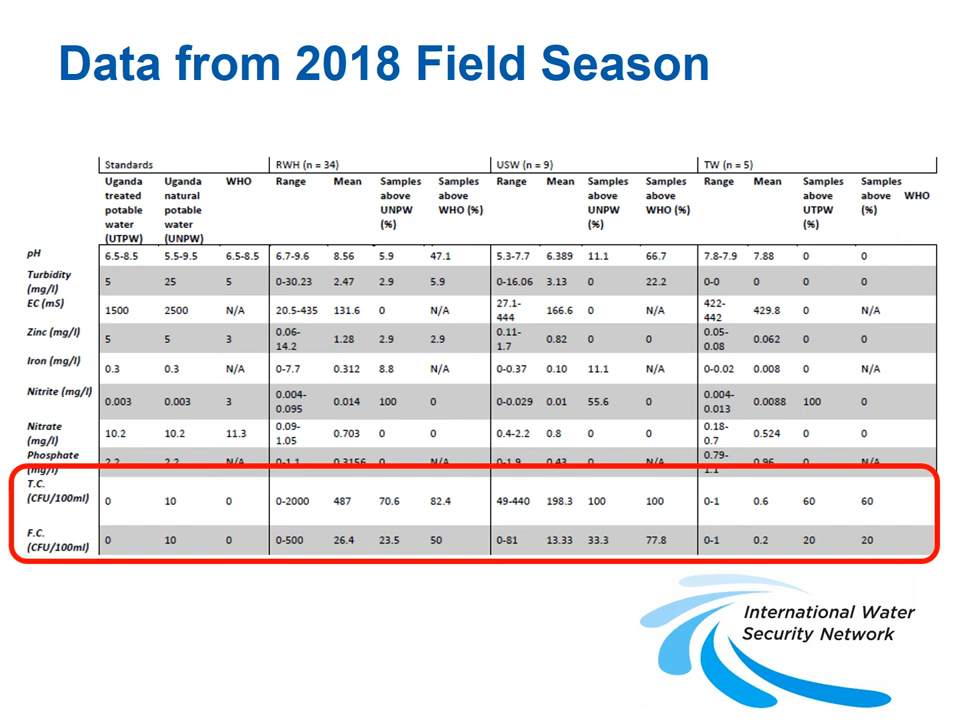 Data from 2018 Field Season
Standards RWH (n = 34) USW (n = 9) TW (n = 5)
Uganda treated potable water (UTPW) Uganda natural potable water (UNPW) WHO Range Mean Samples above UNPW (%) Samples above WHO (%) Range Mean Samples above UNPW (%) Samples above WHO (%) Range Mean Samples above UTPW (%) Samples above WHO (%)
pH 6.5-8.5 5.5-9.5 6.5-8.5 6.7-9.6 8.56 5.9 47.1 5.3-7.7 6.389 11.1 66.7 7.8-7.9 7.88 0 0
Turbidity (mg/l) 5 25 5 0-30.23 2.47 2.9 5.9 0-16.06 3.13 0 22.2 0-0 0 0 0
EC (mS) 1500 2500 N/A 20.5-435 131.6 0 N/A 27.1-444 166.6 0 N/A 422-442 429.8 0 N/A
Zinc (mg/l) 5 5 3 0.06-14.2 1.28 2.9 2.9 0.11-1.7 0.82 0 0 0.05-0.08 0.062 0 0
Iron (mg/l) 0.3 0.3 N/A 0-7.7 0.312 8.8 N/A 0-0.37 0.10 11.1 N/A 0-0.02 0.008 0 N/A
Nitrite (mg/l) 0.003 0.003 3 0.004-0.095 0.014 100 0 0-0.029 0.01 55.6 0 0.004-0.013 0.0088 100 0
Nitrate (mg/l) 10.2 10.2 11.3 0.09-1.05 0.703 0 0 0.4-2.2 0.8 0 0 0.18-0.7 0.524 0 0
Phosphate (mg/l) 2.2 2.2 N/A 0-1.1 0.3156 0 N/A 0-1.9 0.43 0 N/A 0.79-1.1 0.96 0 N/A
T.C. (CFU/100ml) 0 10 0 0-2000 487 70.6 82.4 49-440 198.3 100 100 0-1 0.6 60 60
F.C. (CFU/100ml) 0 10 0 0-500 26.4 23.5 50 0-81 13.33 33.3 77.8 0-1 0.2 20 20
International Water
Security Network